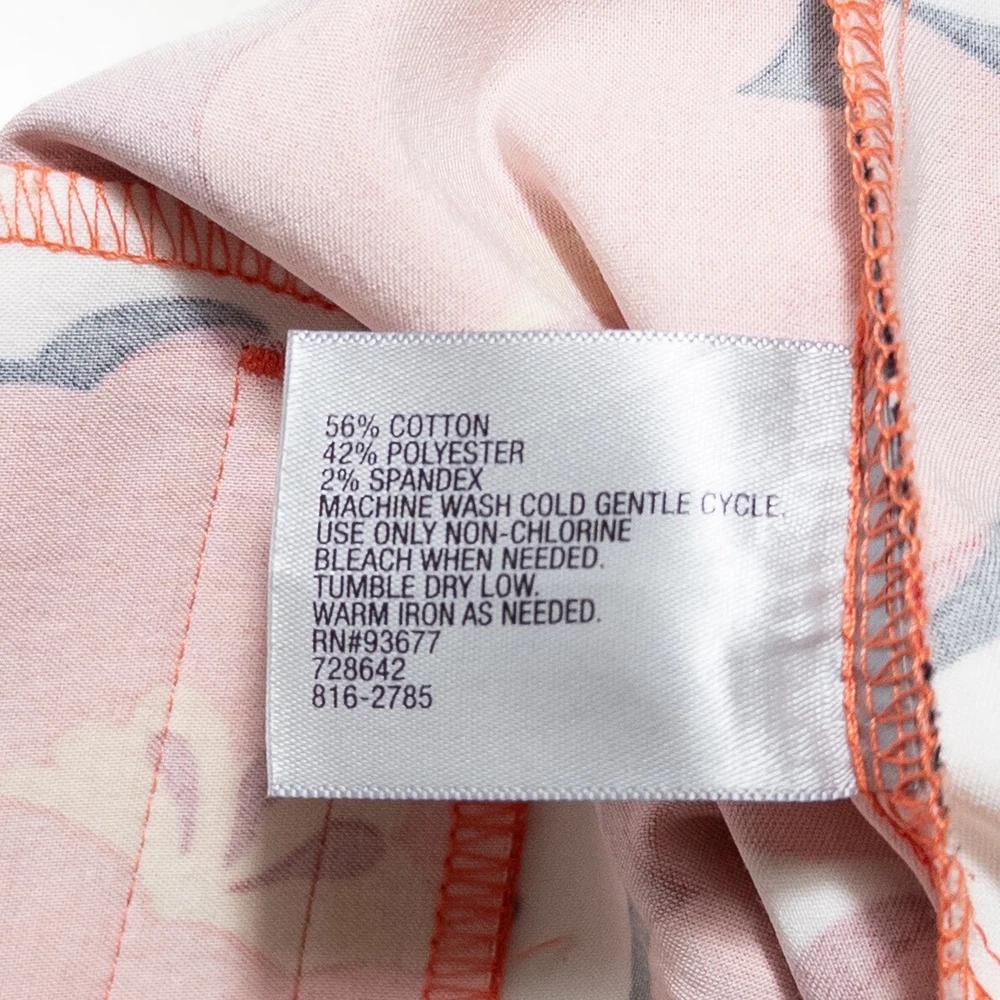 56% COTTON
42% POLYESTER
2% SPANDEX
MACHINE WASH COLD GENTLE CYCLE.
USE ONLY NON-CHLORINE
BLEACH WHEN NEEDED.
TUMBLE DRY LOW.
WARM IRON AS NEEDED.
RN#93677
728642
816-2785